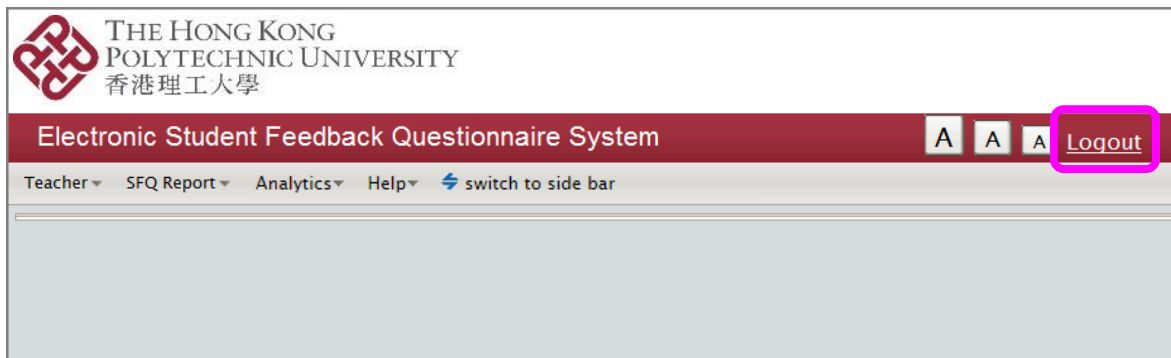 THE HONG KONG
POLYTECHNIC UNIVERSITY
香港理工大學
Electronic Student Feedback Questionnaire System A A A Logout
Teacher SFQ Report Analytics Help switch to side bar